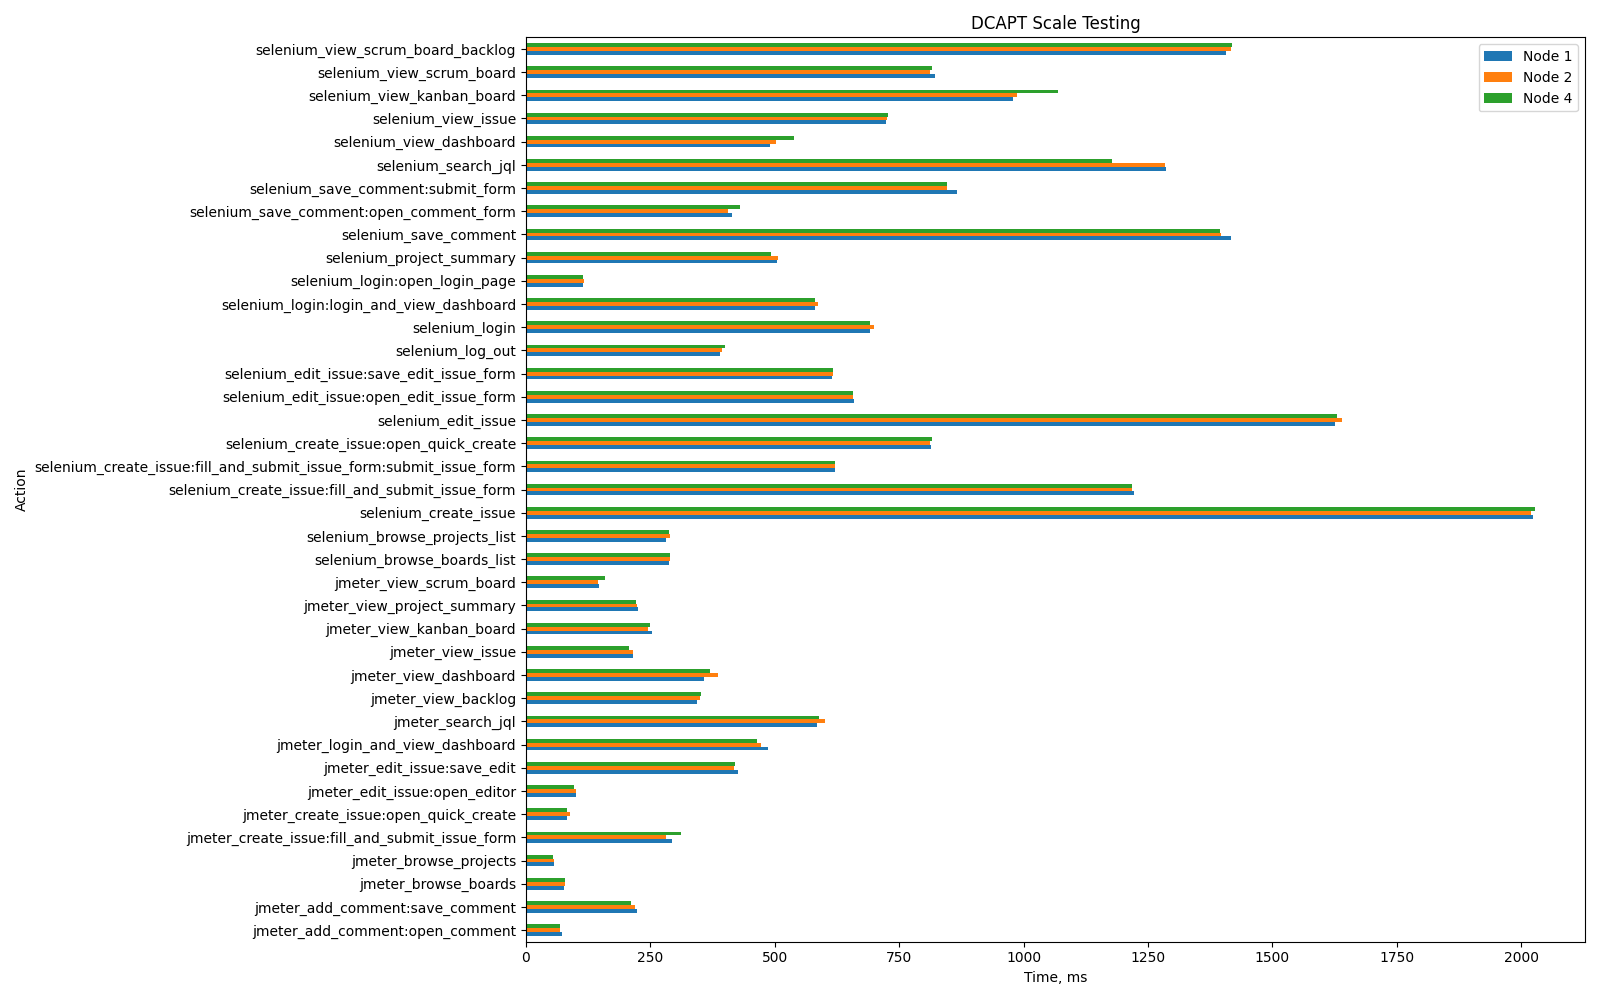 DCAPT Scale Testing
Node 1
Node 2
Node 4
selenium_view_scrum_board_backlog
selenium_view_scrum_board
selenium_view_kanban_board
selenium_view_issue
selenium_view_dashboard
selenium_search_jql
selenium_save_comment:submit_form
selenium_save_comment:open_comment_form
selenium_save_comment
selenium_project_summary
selenium_login:open_login_page
selenium_login:login_and_view_dashboard
selenium_login
selenium_log_out
selenium_edit_issue:save_edit_issue_form
selenium_edit_issue:open_edit_issue_form
selenium_edit_issue
selenium_create_issue:open_quick_create
selenium_create_issue:fill_and_submit_issue_form:submit_issue_form
selenium_create_issue:fill_and_submit_issue_form
selenium_create_issue
selenium_browse_projects_list
selenium_browse_boards_list
jmeter_view_scrum_board
jmeter_view_project_summary
jmeter_view_kanban_board
jmeter_view_issue
jmeter_view_dashboard
jmeter_view_backlog
jmeter_search_jql
jmeter_login_and_view_dashboard
jmeter_edit_issue:save_edit
jmeter_edit_issue:open_editor
jmeter_create_issue:open_quick_create
jmeter_create_issue:fill_and_submit_issue_form
jmeter_browse_projects
jmeter_browse_boards
jmeter_add_comment:save_comment
jmeter_add_comment:open_comment
Action
0 250 500 750 1000 1250 1500 1750 2000
Time, ms